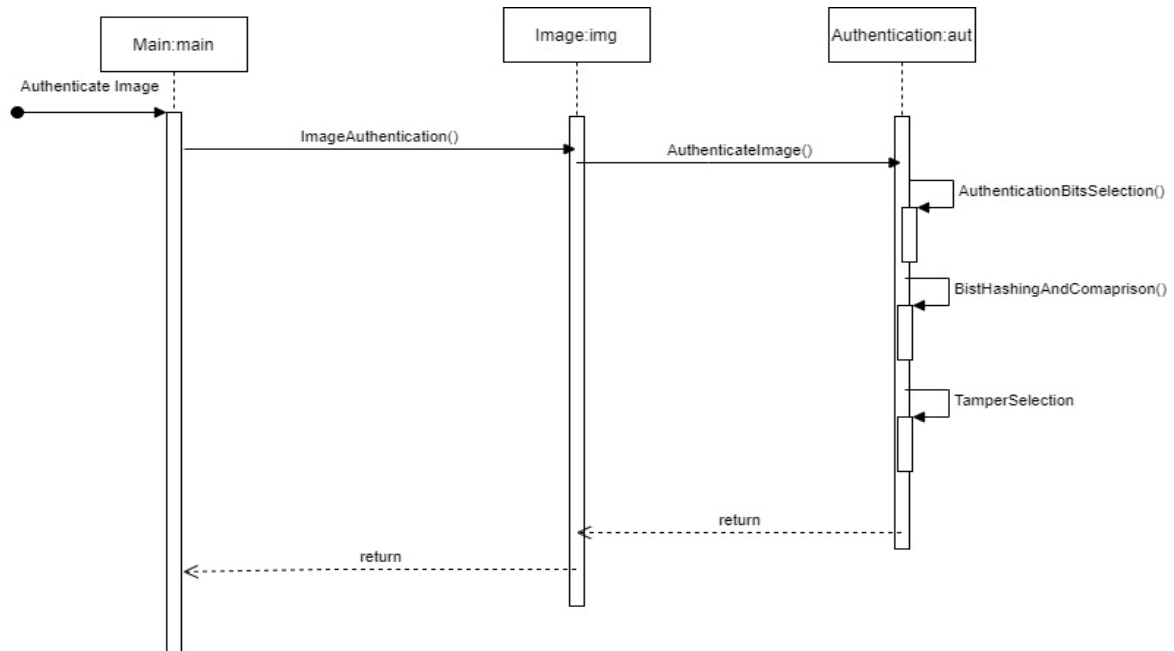 Main:main
Image:img
Authentication:aut
Authenticate Image
ImageAuthentication()
AuthenticateImage()
AuthenticationBitsSelection()
BistHashingAndComaprison()
TamperSelection
return
return